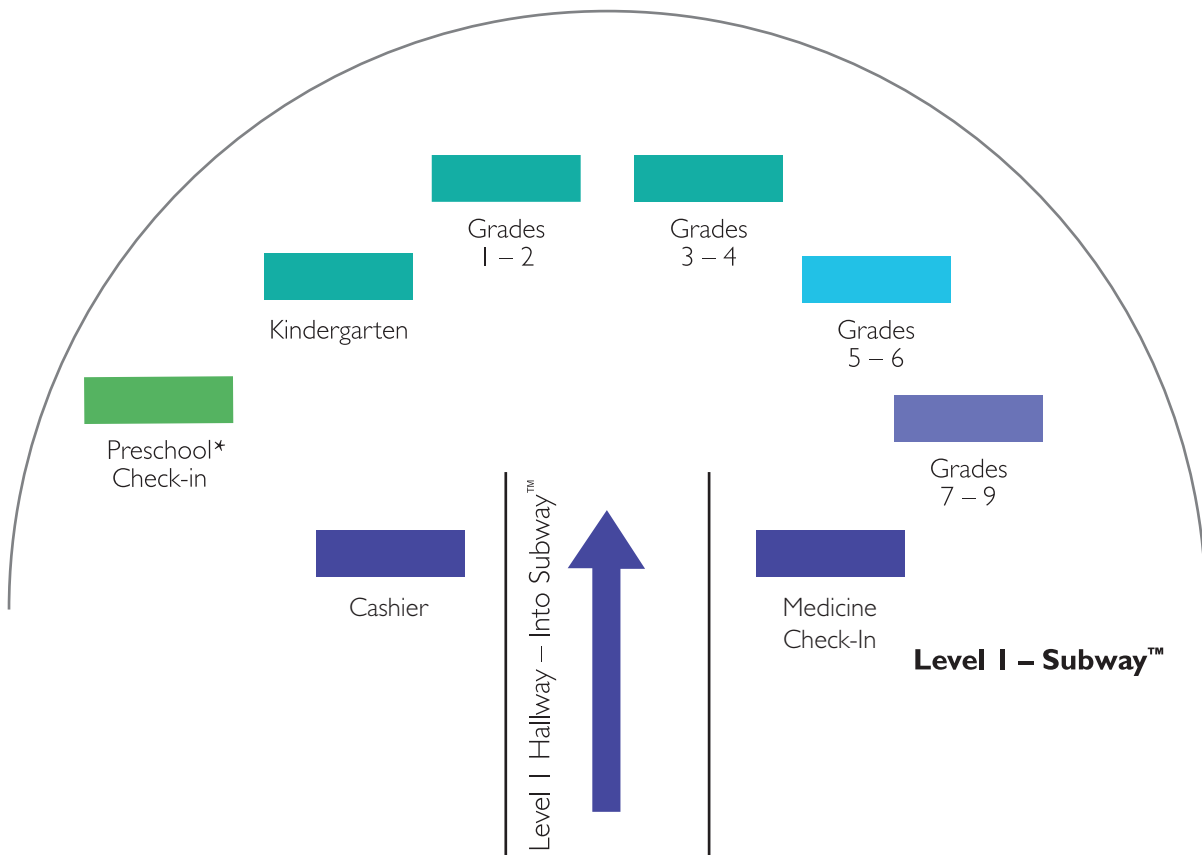 Grades
1 – 2
Grades
3 – 4
Kindergarten
Grades
5 – 6
Preschool*
Check-in
Grades
7 – 9
Cashier
Level 1 Hallway – Into Subway™
Medicine
Check-In
Level 1 – Subway™